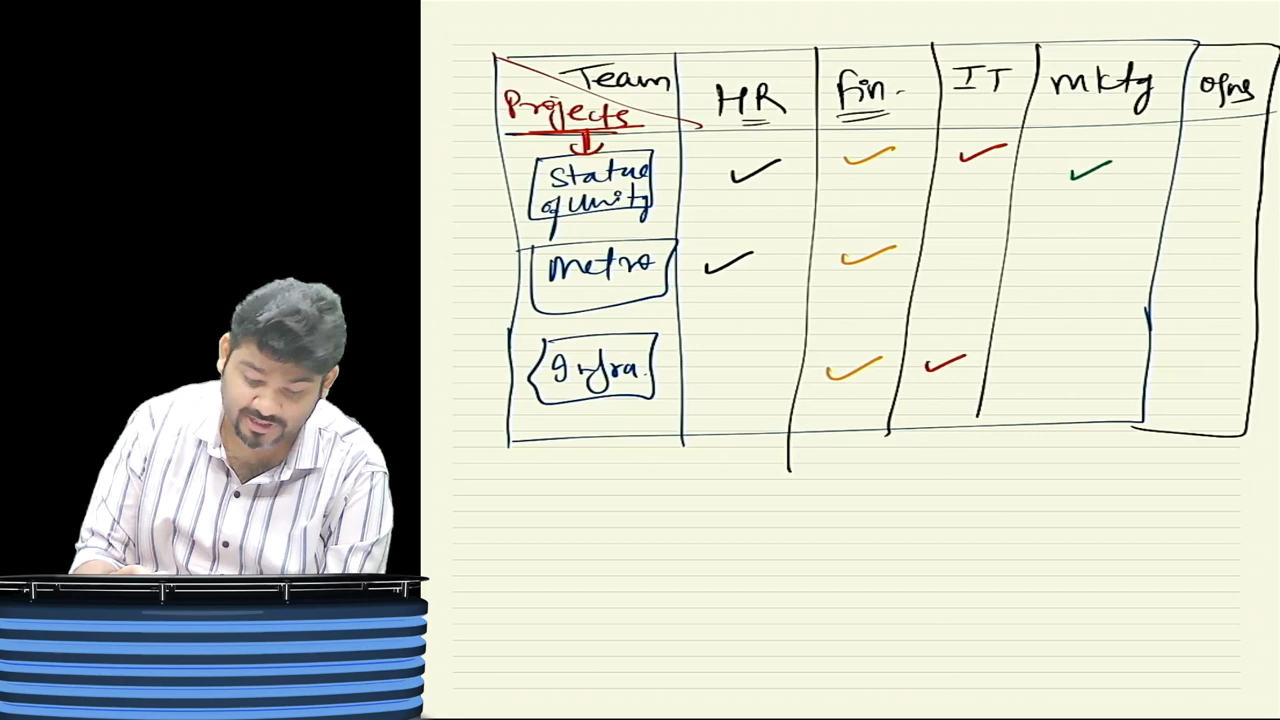 Team
Projects
HR
Fin.
IT
mktg
opns
Statue
of Unity
metro
Infra.